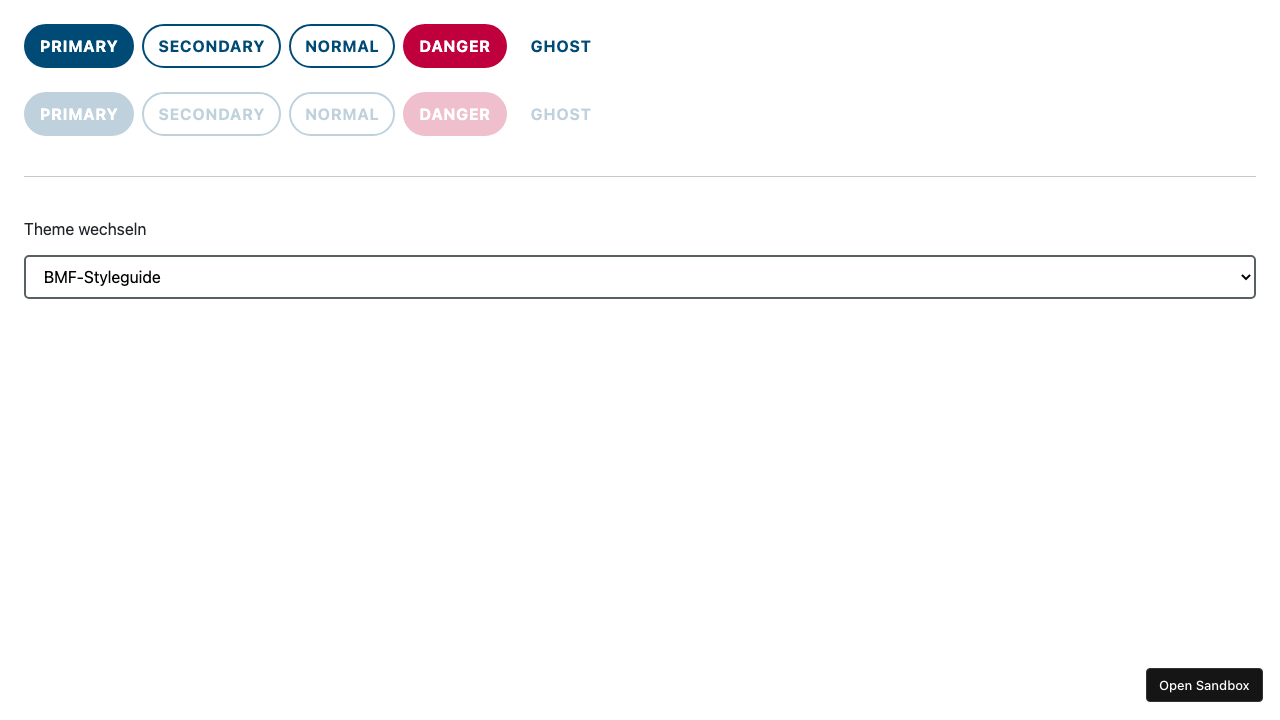 PRIMARY SECONDARY NORMAL DANGER GHOST
PRIMARY SECONDARY NORMAL DANGER GHOST
Theme wechseln
BMF-Styleguide
Open Sandbox